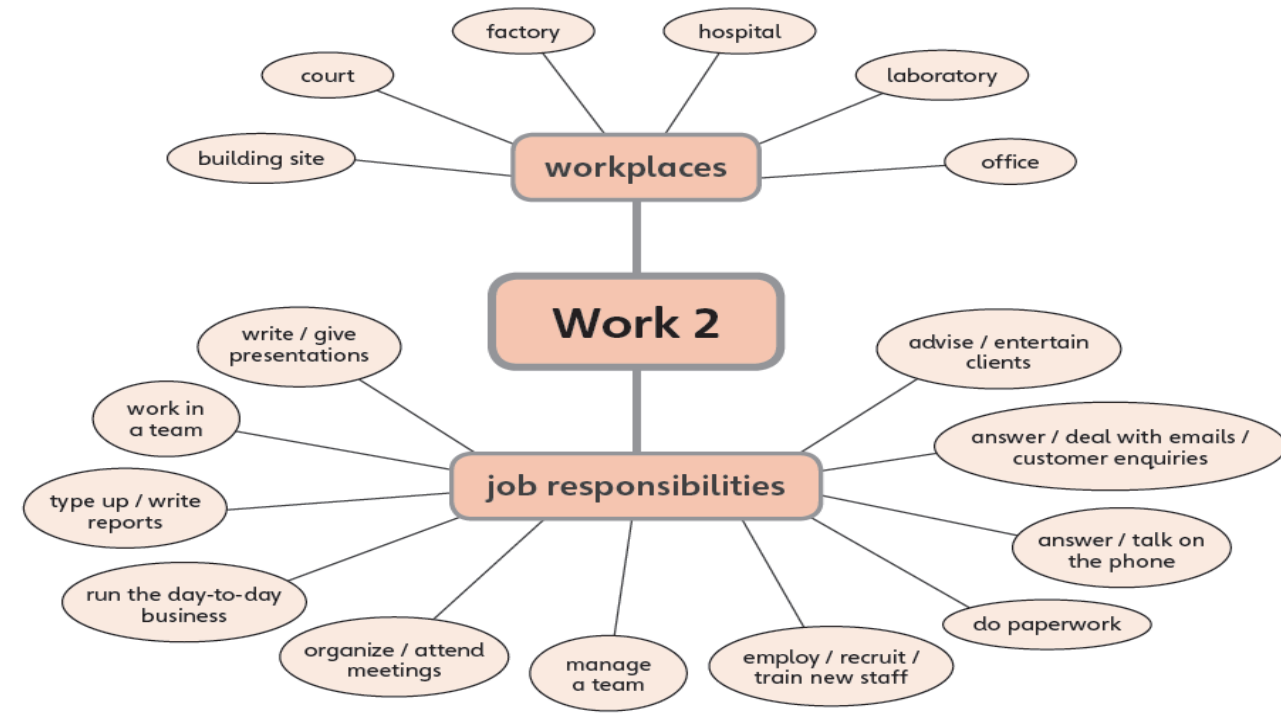 factory
hospital
court
laboratory
building site
workplaces
office
Work 2
write / give
presentations
advise / entertain
clients
work in
a team
answer / deal with emails /
customer enquiries
job responsibilities
type up / write
reports
answer / talk on
the phone
run the day-to-day
business
do paperwork
organize / attend
meetings
manage
a team
employ / recruit /
train new staff